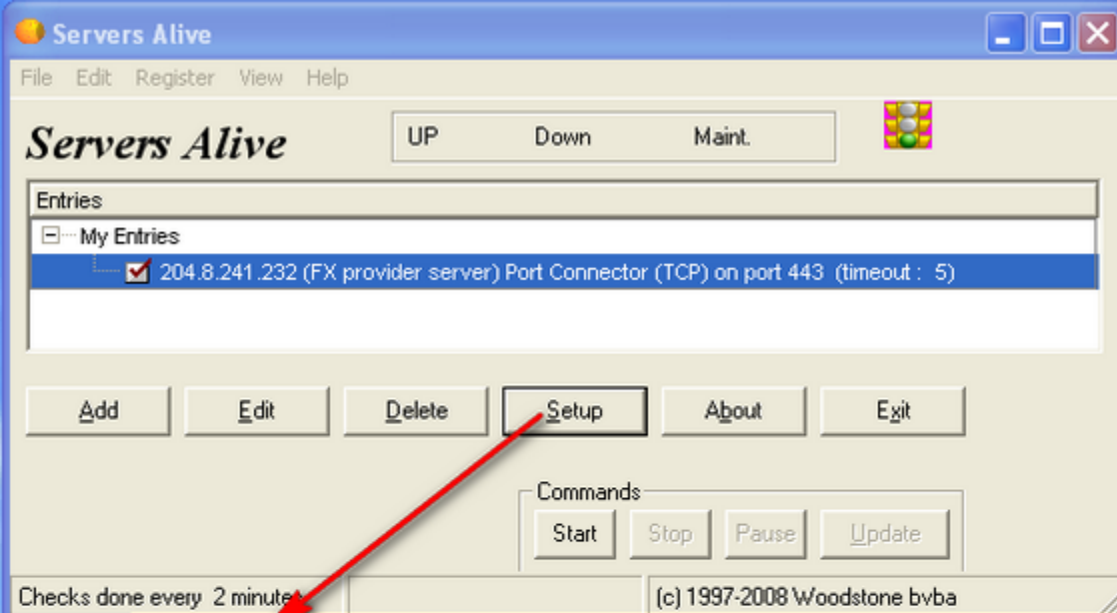 Servers Alive
File Edit Register View Help
Servers Alive UP Down Maint.
Entries
My Entries
204.8.241.232 (FX provider server) Port Connector (TCP) on port 443 (timeout : 5)
Add Edit Delete Setup About Exit
Commands
Start Stop Pause Update
Checks done every 2 minutes (c) 1997-2008 Woodstone bvba